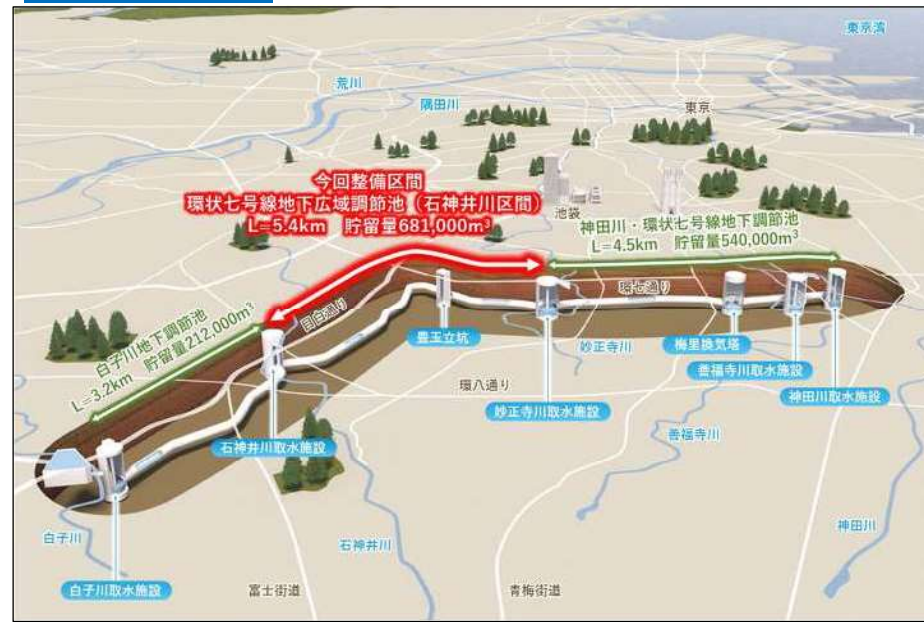 東京湾
荒川
隅田川
東京
今回整備区間
環状七号線地下広域調節池（石神井川区間）
L=5.4km 貯留量681,000m³
池袋
神田川・環状七号線地下調節池
L=4.5km 貯留量540,000m³
白子川地下調節池
L=3.2km 貯留量212,000m³
目白通り
環七通り
豊玉立坑
妙正寺川
梅里換気塔
善福寺川取水施設
環八通り
妙正寺川取水施設
神田川取水施設
石神井川取水施設
善福寺川
白子川
石神井川
神田川
白子川取水施設
富士街道
青梅街道